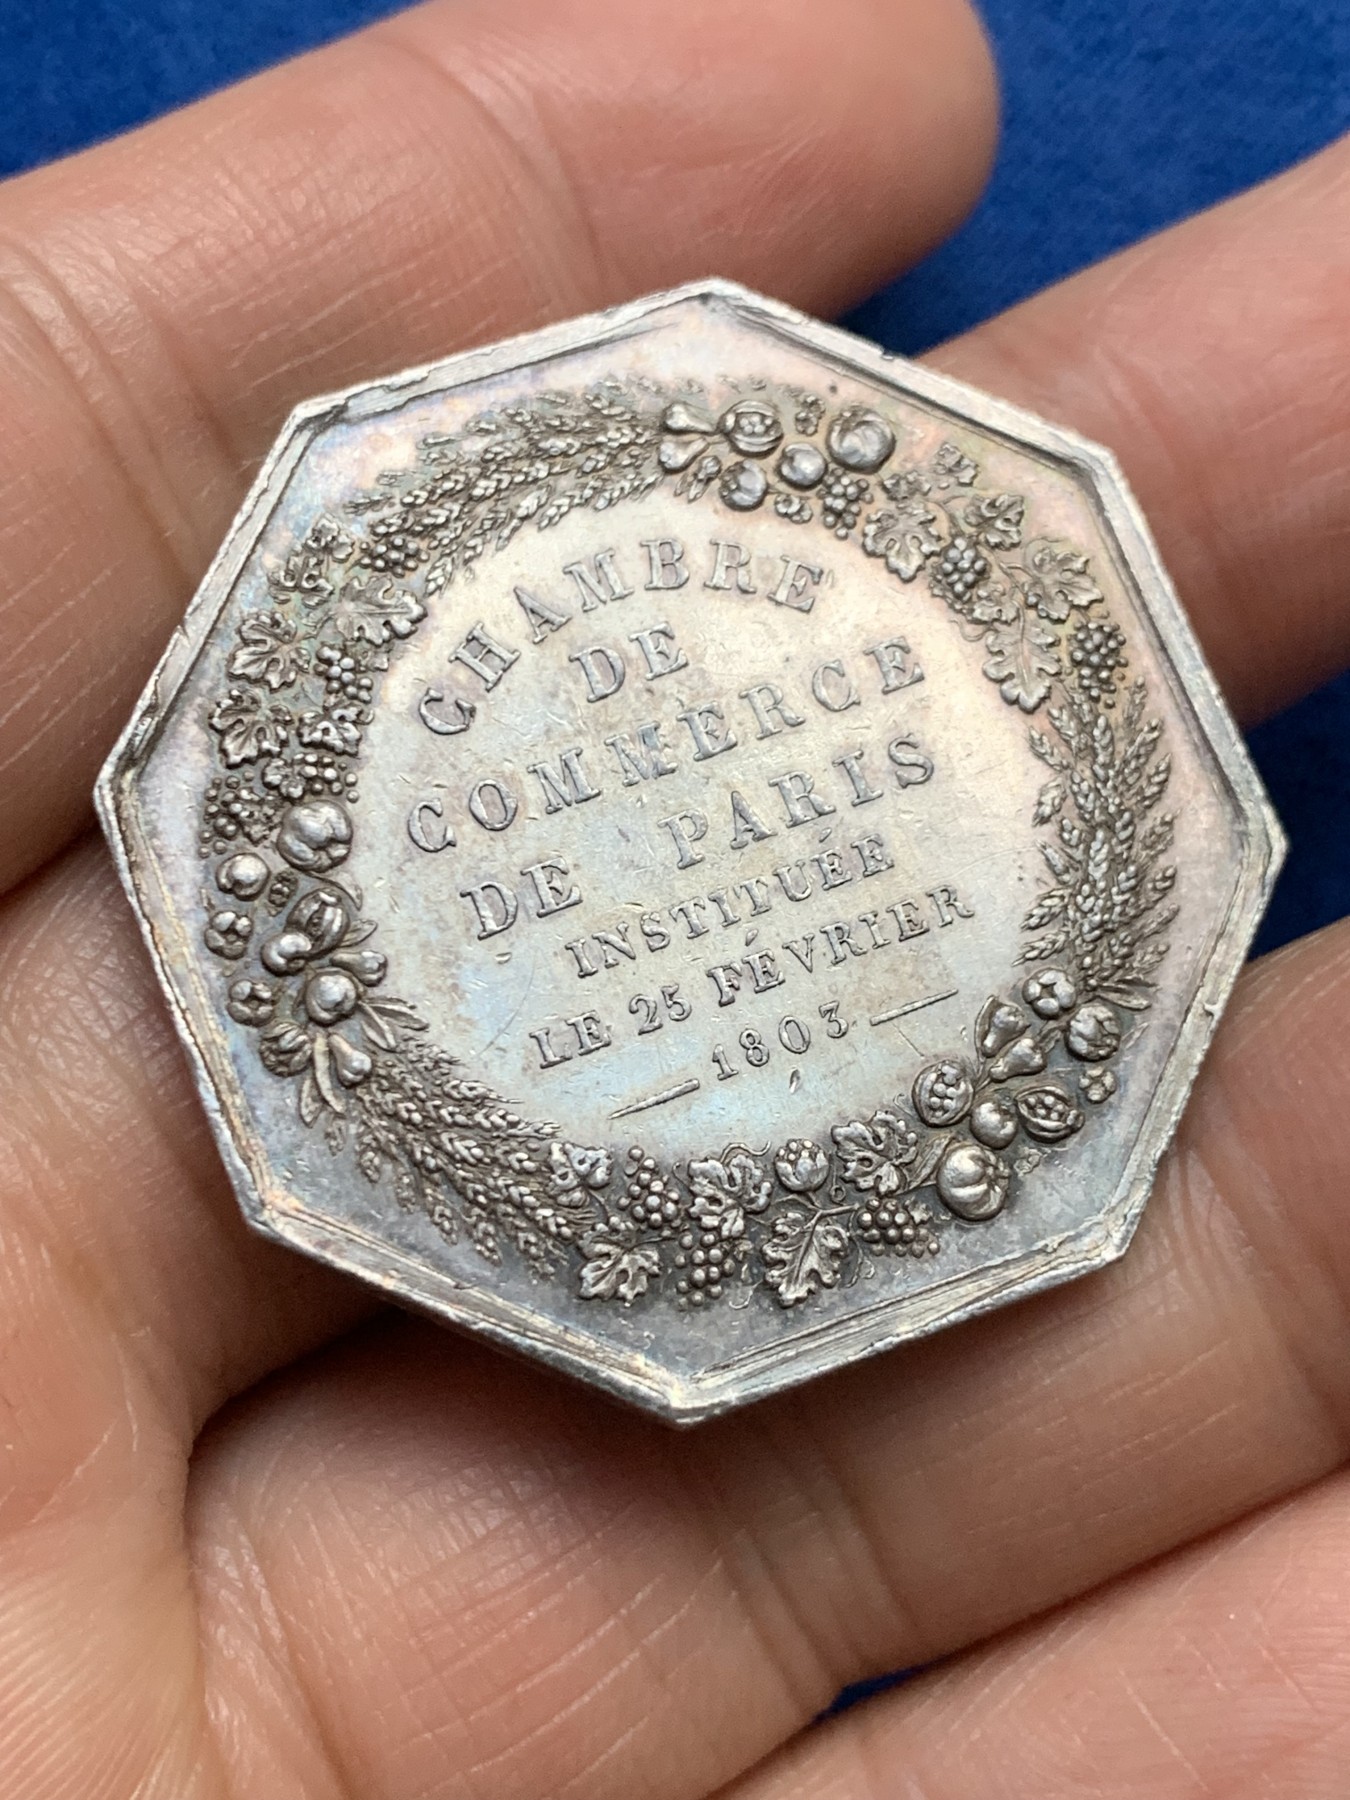 CHAMBRE
DE
COMMERCE
DE PARIS
INSTITUÉE
LE 25 FÉVRIER
1803